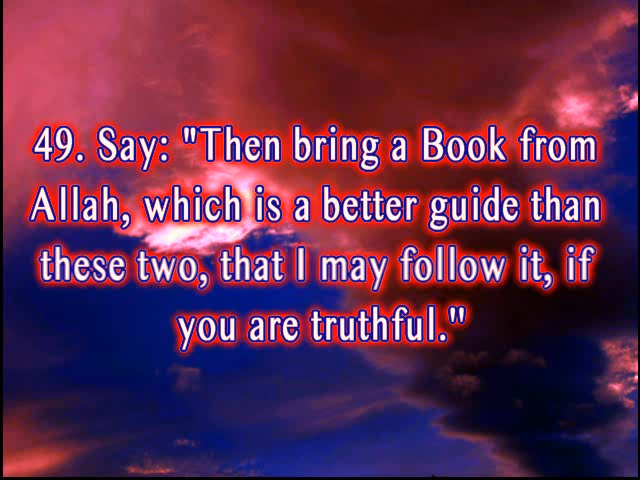 49. Say: "Then bring a Book from
Allah, which is a better guide than
these two, that I may follow it, if
you are truthful."